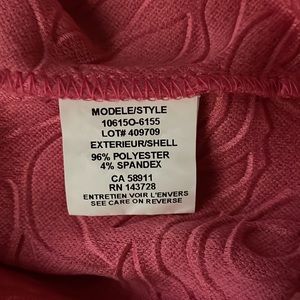 MODELE/STYLE
10615O-6155
LOT# 409709
EXTERIEUR/SHELL
96% POLYESTER
4% SPANDEX
CA 58911
RN 143728
ENTRETIEN VOIR L'ENVERS
SEE CARE ON REVERSE